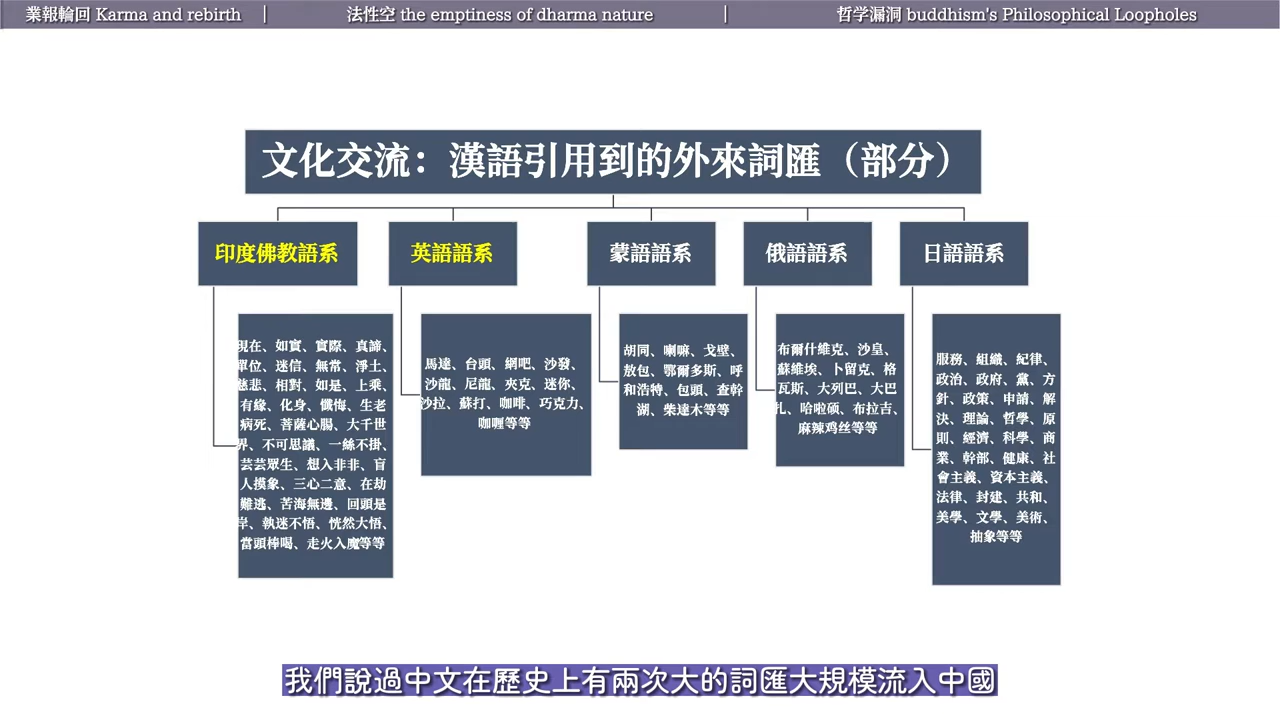 業報輪回 Karma and rebirth
法性空 the emptiness of dharma nature
哲学漏洞 buddhism's Philosophical Loopholes
文化交流：漢語引用到的外來詞匯（部分）
印度佛教語系
英語語系
蒙語語系
俄語語系
日語語系
現在、如實、實際、真諦、
單位、迷信、無常、淨土、
慈悲、相對、如是、上乘、
有緣、化身、懺悔、生老
病死、菩薩心腸、大千世
界、不可思議、一絲不掛、
芸芸眾生、想入非非、盲
人摸象、三心二意、在劫
難逃、苦海無邊、回頭是
岸、執迷不悟、恍然大悟、
當頭棒喝、走火入魔等等
馬達、台頭、網吧、沙發、
沙龍、尼龍、夾克、迷你、
沙拉、蘇打、咖啡、巧克力、
咖喱等等
胡同、喇嘛、戈壁、
敖包、鄂爾多斯、呼
和浩特、包頭、查幹
湖、柴達木等等
布爾什維克、沙皇、
蘇維埃、卜留克、格
瓦斯、大列巴、大巴
扎、哈啦碩、布拉吉、
麻辣鸡丝等等
服務、組織、紀律、
政治、政府、黨、方
針、政策、申請、解
決、理論、哲學、原
則、經濟、科學、商
業、幹部、健康、社
會主義、資本主義、
法律、封建、共和、
美學、文學、美術、
抽象等等
我們說過中文在歷史上有兩次大的詞匯大規模流入中國